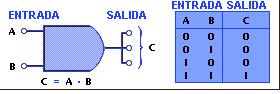 ENTRADA SALIDA
A
B
C
C = A · B
ENTRADA SALIDA
A B C
0 0 0
0 1 0
1 0 0
1 1 1